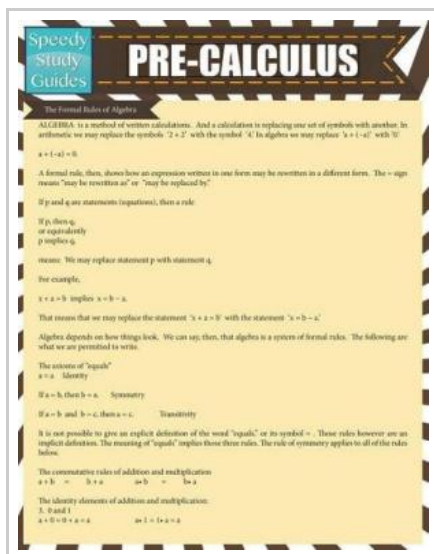 Speedy
Study
Guides
PRE-CALCULUS
The Formal Rules of Algebra
ALGEBRA is a method of written calculations. And a calculation is replacing one set of symbols with another. In
arithmetic we may replace the symbols '2 + 2' with the symbol '4.' In algebra we may replace 'a + (-a)' with '0.'
a + (-a) = 0.
A formal rule, then, shows how an expression written in one form may be rewritten in a different form. The = sign
means "may be rewritten as" or "may be replaced by."
If p and q are statements (equations), then a rule
If p, then q,
or equivalently
p implies q,
means: We may replace statement p with statement q.
For example,
x + a = b implies x = b – a.
That means that we may replace the statement 'x + a = b' with the statement 'x = b – a.'
Algebra depends on how things look. We can say, then, that algebra is a system of formal rules. The following are
what we are permitted to write.
The axioms of "equals"
a = a Identity
If a = b, then b = a. Symmetry
If a = b and b = c, then a = c. Transitivity
It is not possible to give an explicit definition of the word "equals," or its symbol = . Those rules however are an
implicit definition. The meaning of "equals" implies those three rules. The rule of symmetry applies to all of the rules
below.
The commutative rules of addition and multiplication
a + b = b + a a• b = b• a
The identity elements of addition and multiplication:
3. 0 and 1
a + 0 = 0 + a = a a• 1 = 1• a = a